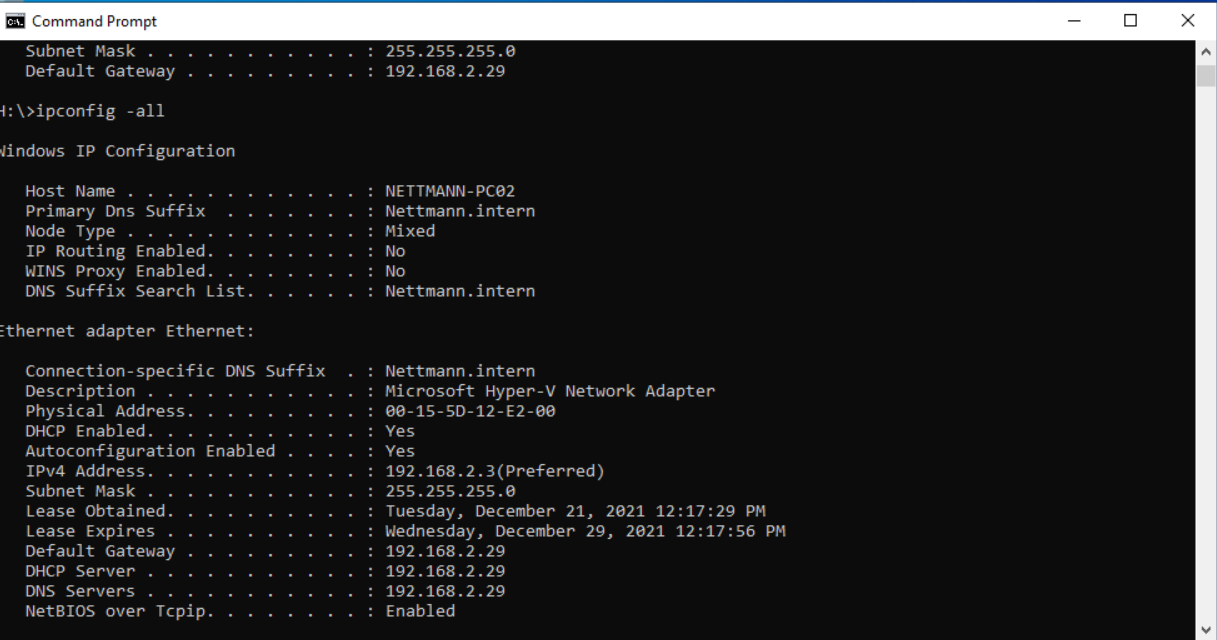 Command Prompt
Subnet Mask . . . . . . . . . . . : 255.255.255.0
Default Gateway . . . . . . . . . : 192.168.2.29
H:\>ipconfig -all
Windows IP Configuration
Host Name . . . . . . . . . . . . : NETTMANN-PC02
Primary Dns Suffix  . . . . . . . : Nettmann.intern
Node Type . . . . . . . . . . . . : Mixed
IP Routing Enabled. . . . . . . . : No
WINS Proxy Enabled. . . . . . . . : No
DNS Suffix Search List. . . . . . : Nettmann.intern
Ethernet adapter Ethernet:
Connection-specific DNS Suffix  . : Nettmann.intern
Description . . . . . . . . . . . : Microsoft Hyper-V Network Adapter
Physical Address. . . . . . . . . : 00-15-5D-12-E2-00
DHCP Enabled. . . . . . . . . . . : Yes
Autoconfiguration Enabled . . . . : Yes
IPv4 Address. . . . . . . . . . . : 192.168.2.3(Preferred)
Subnet Mask . . . . . . . . . . . : 255.255.255.0
Lease Obtained. . . . . . . . . . : Tuesday, December 21, 2021 12:17:29 PM
Lease Expires . . . . . . . . . . : Wednesday, December 29, 2021 12:17:56 PM
Default Gateway . . . . . . . . . : 192.168.2.29
DHCP Server . . . . . . . . . . . : 192.168.2.29
DNS Servers . . . . . . . . . . . : 192.168.2.29
NetBIOS over Tcpip. . . . . . . . : Enabled